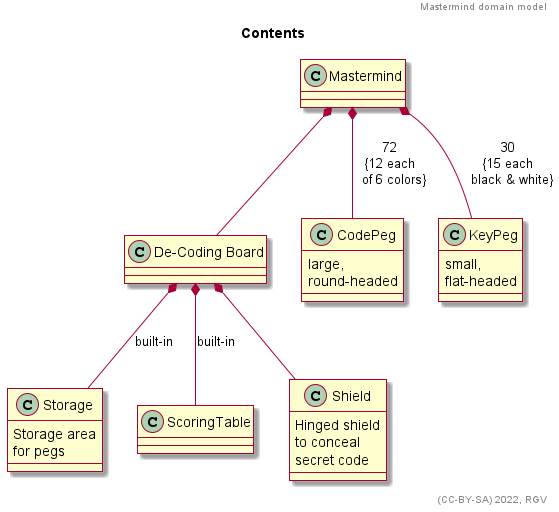 Mastermind domain model
Contents
C Mastermind
72
{12 each
of 6 colors}
30
{15 each
black & white}
C De-Coding Board
C CodePeg
large,
round-headed
C KeyPeg
small,
flat-headed
built-in
built-in
C Storage
Storage area
for pegs
C ScoringTable
C Shield
Hinged shield
to conceal
secret code
(CC-BY-SA) 2022, RGV